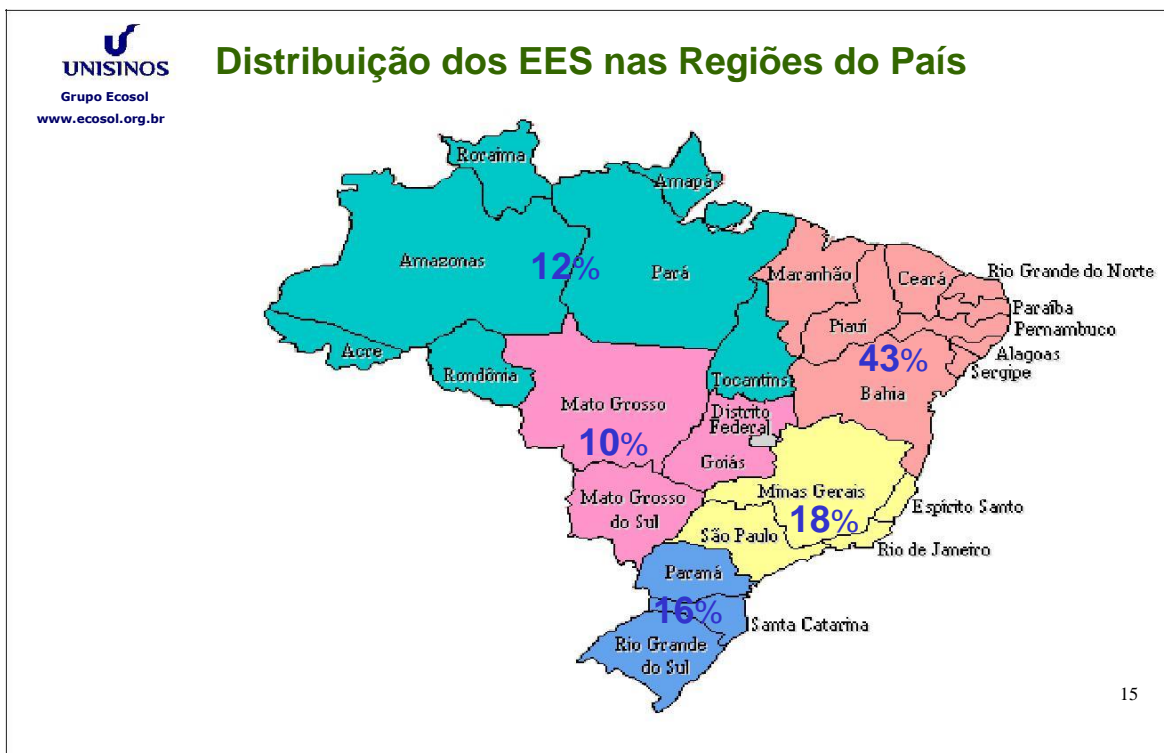 UNISINOS
Grupo Ecosol
www.ecosol.org.br
Distribuição dos EES nas Regiões do País
Roraima
Amapá
Amazonas
12%
Pará
Maranhão
Ceará
Rio Grande do Norte
Paraíba
Piauí
Pernambuco
Acre
Rondônia
Tocantins
43%
Alagoas
Sergipe
Bahia
Mato Grosso
Distrito
Federal
10%
Goiás
Mato Grosso
do Sul
Minas Gerais
18%
Espírito Santo
São Paulo
Rio de Janeiro
Paraná
16%
Santa Catarina
Rio Grande
do Sul
15